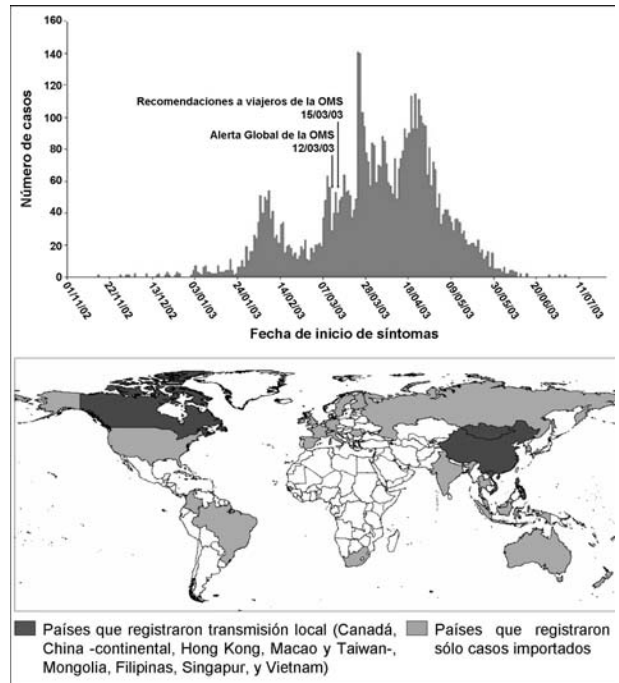 160
140
120
100
80
60
40
20
0
Número de casos
Recomendaciones a viajeros de la OMS
15/03/03
Alerta Global de la OMS
12/03/03
01/11/02
22/11/02
13/12/02
03/01/03
24/01/03
14/02/03
07/03/03
28/03/03
18/04/03
09/05/03
30/05/03
20/06/03
11/07/03
Fecha de inicio de síntomas
Países que registraron transmisión local (Canadá,
China -continental, Hong Kong, Macao y Taiwan-,
Mongolia, Filipinas, Singapur, y Vietnam)
Países que registraron
sólo casos importados